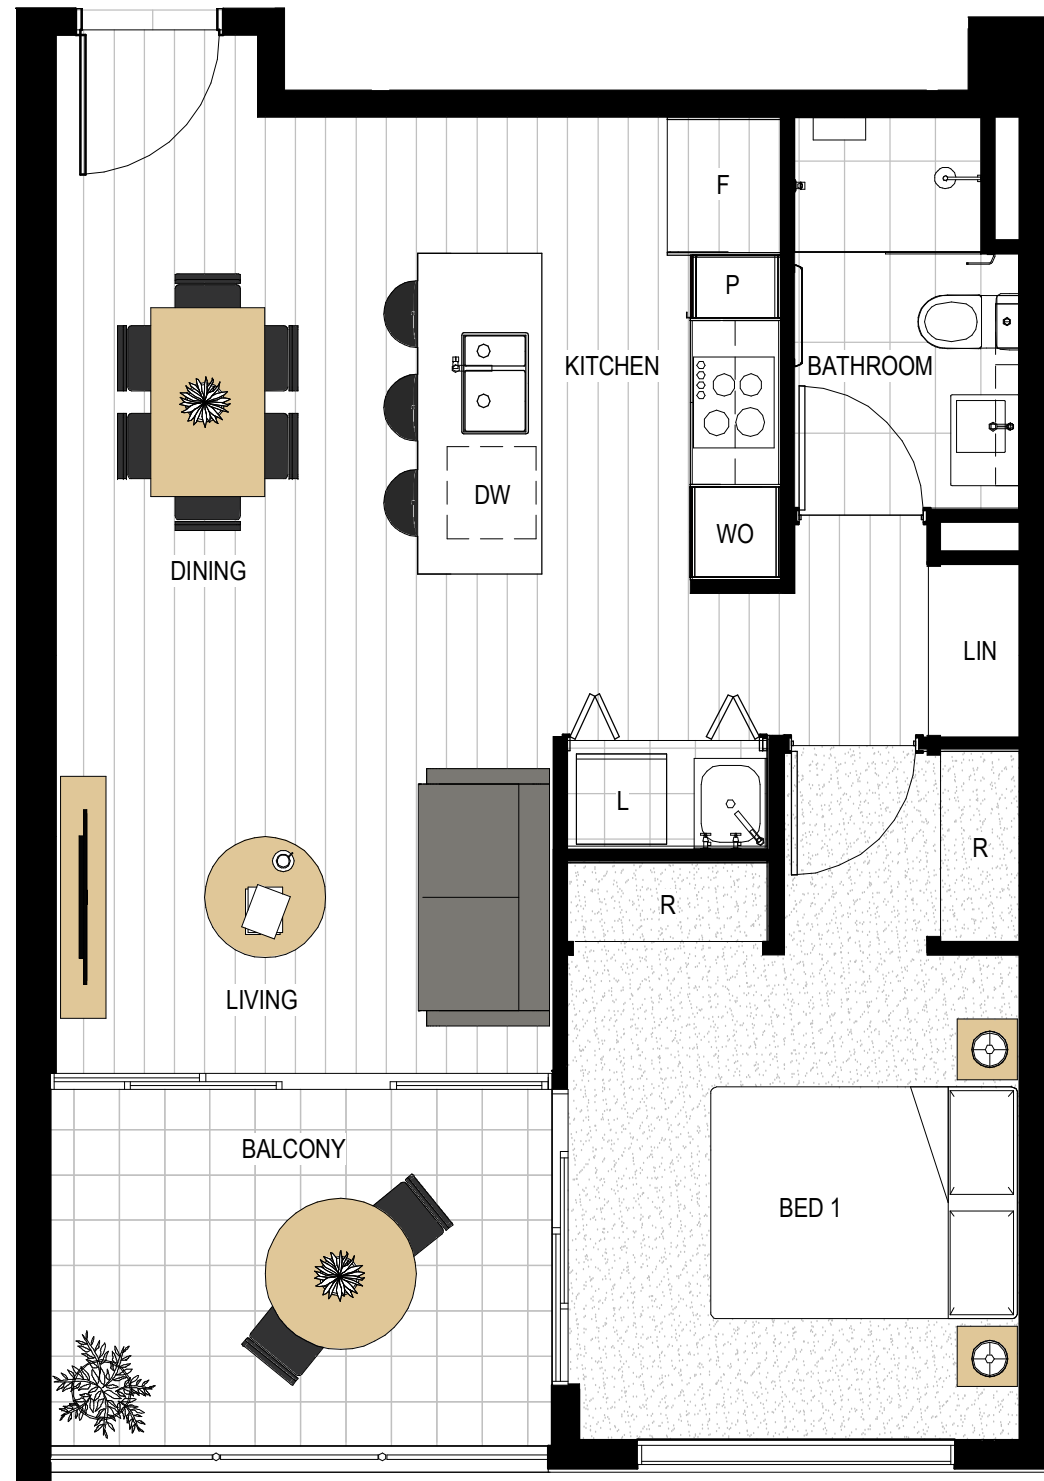 F
P
KITCHEN
BATHROOM
DW
WO
DINING
LIN
L
R
R
LIVING
BALCONY
BED 1